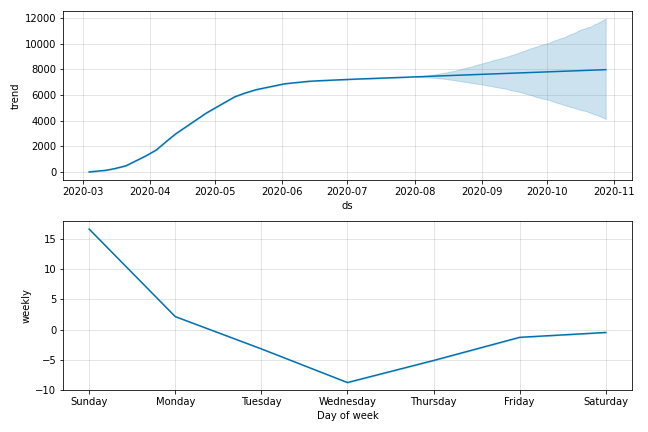 12000
10000
8000
6000
4000
2000
0
trend
2020-03 2020-04 2020-05 2020-06 2020-07 2020-08 2020-09 2020-10 2020-11
ds
15
10
5
0
−5
−10
weekly
Sunday Monday Tuesday Wednesday Thursday Friday Saturday
Day of week